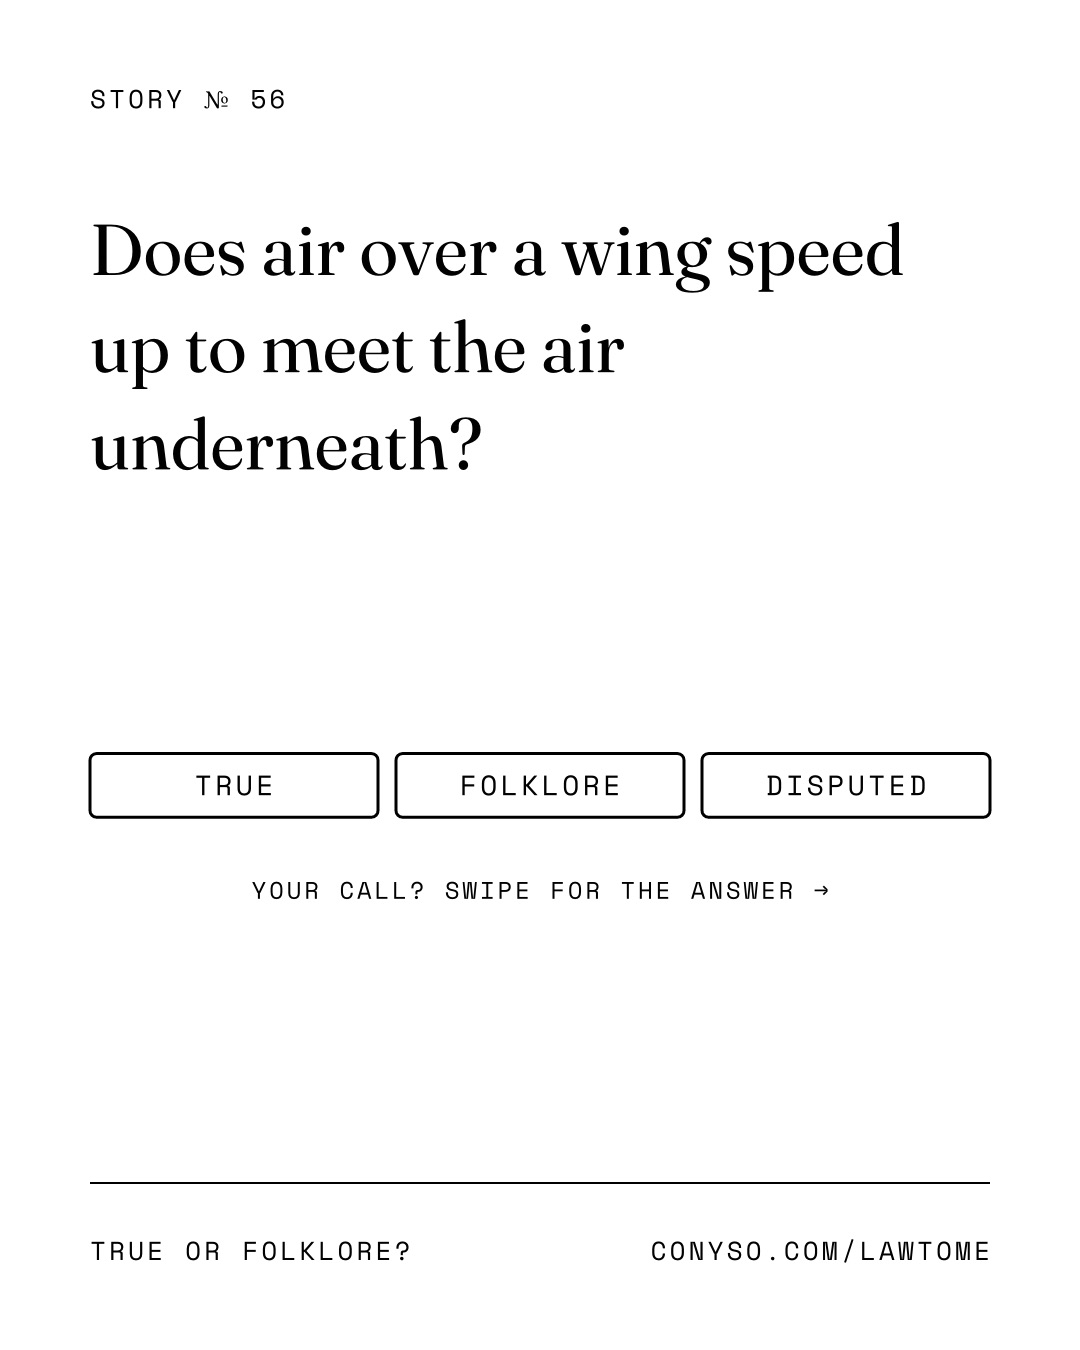 STORY № 56
Does air over a wing speed
up to meet the air
underneath?
TRUE
FOLKLORE
DISPUTED
YOUR CALL? SWIPE FOR THE ANSWER →
TRUE OR FOLKLORE?
CONYSO.COM/LAWTOME